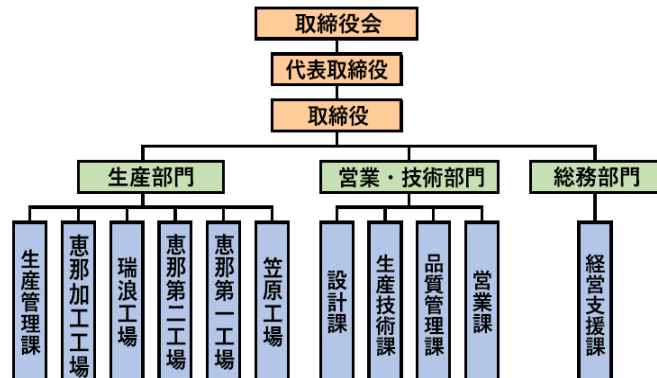 取締役会
代表取締役
取締役
生産部門
営業・技術部門
総務部門
生産管理課
恵那加工工場
瑞浪工場
恵那第二工場
恵那第一工場
笠原工場
設計課
生産技術課
品質管理課
営業課
経営支援課